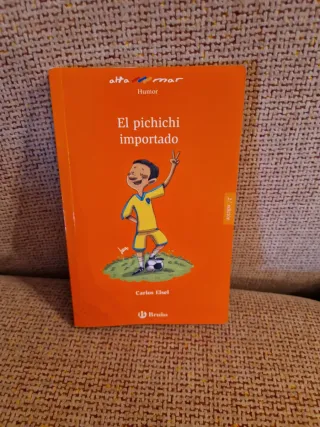 alta mar
Humor
El pichichi
importado
Carlos Elsel
Bruño